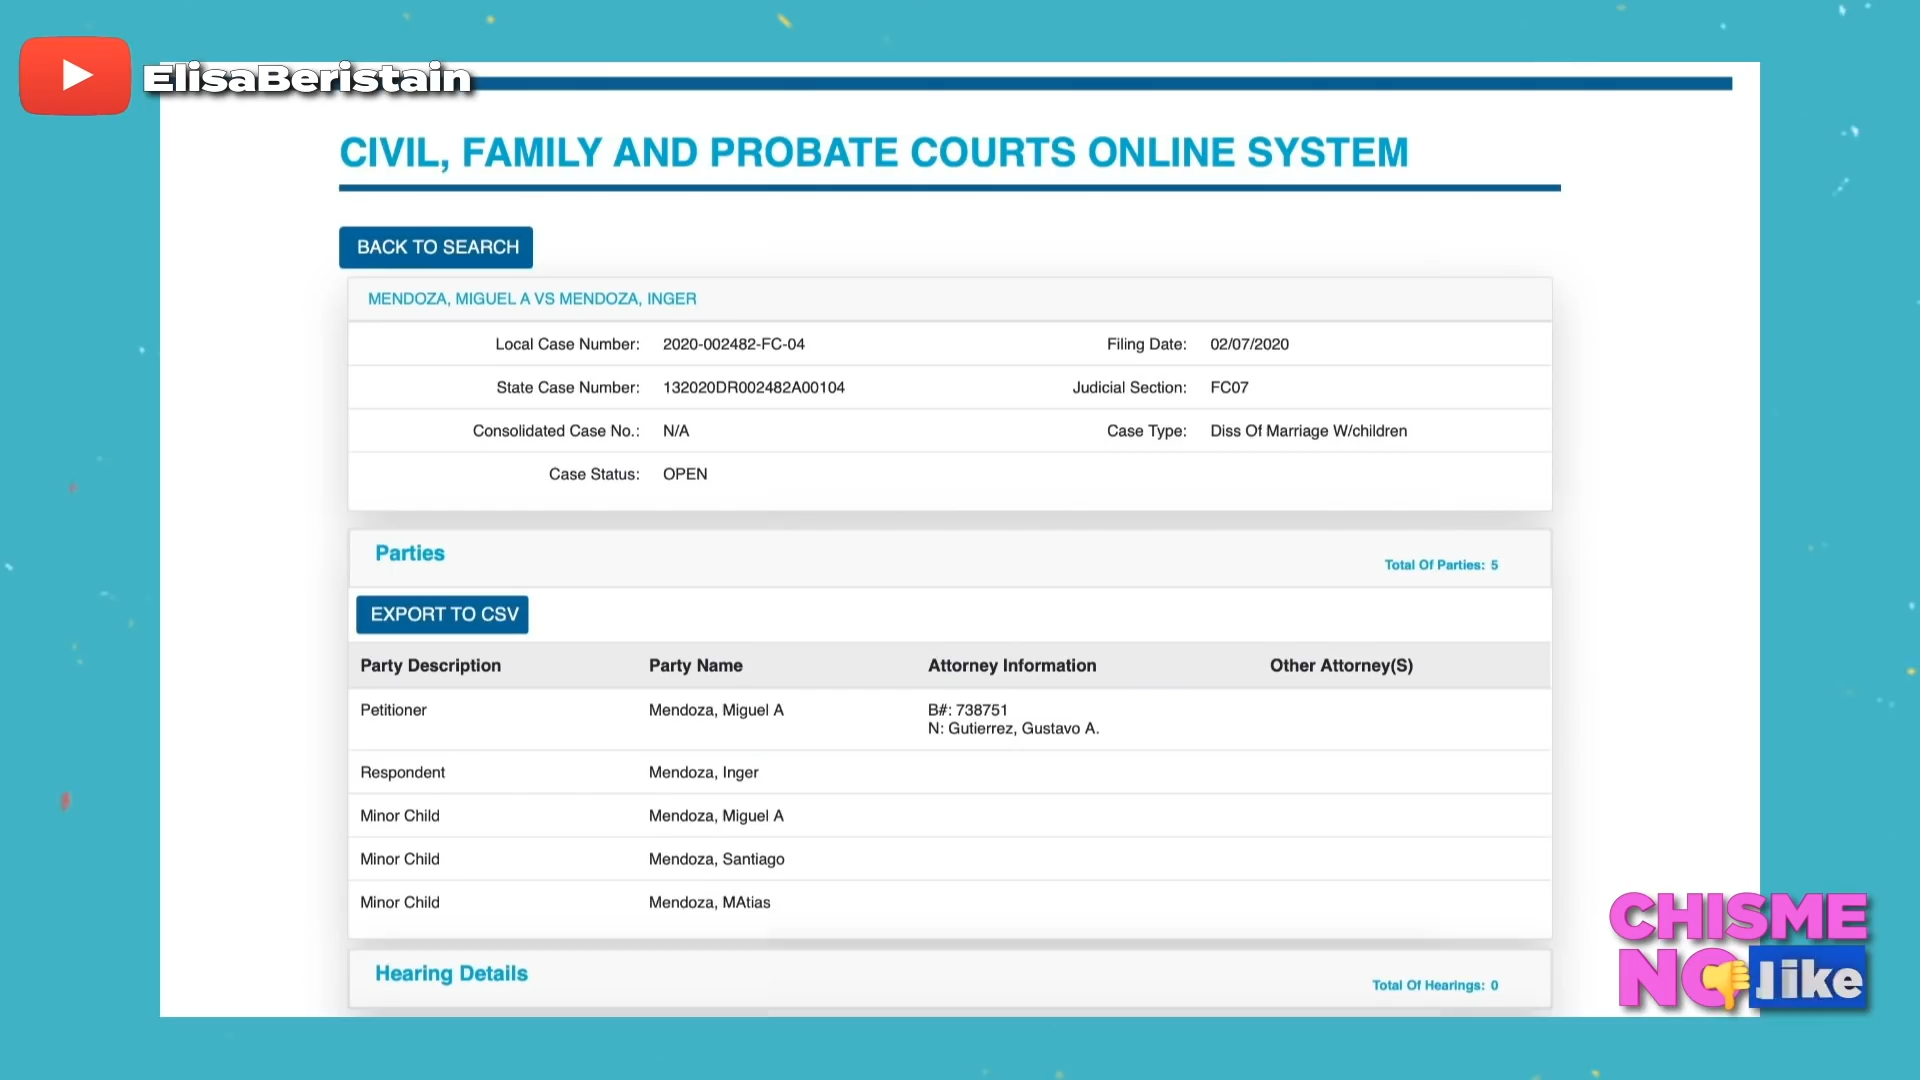 ElisaBeristain
CIVIL, FAMILY AND PROBATE COURTS ONLINE SYSTEM
BACK TO SEARCH
MENDOZA, MIGUEL A VS MENDOZA, INGER
Local Case Number: 2020-002482-FC-04 Filing Date: 02/07/2020
State Case Number: 132020DR002482A00104 Judicial Section: FC07
Consolidated Case No.: N/A Case Type: Diss Of Marriage W/children
Case Status: OPEN
Parties
Total Of Parties: 5
EXPORT TO CSV
Party Description Party Name Attorney Information Other Attorney(S)
Petitioner Mendoza, Miguel A B#: 738751
N: Gutierrez, Gustavo A.
Respondent Mendoza, Inger
Minor Child Mendoza, Miguel A
Minor Child Mendoza, Santiago
Minor Child Mendoza, MAtias
Hearing Details
Total Of Hearings: 0
CHISME
NO like